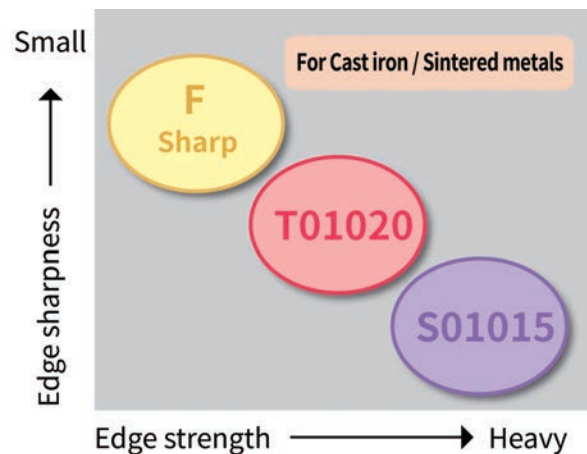 Small
For Cast iron / Sintered metals
F
Sharp
T01020
S01015
Edge sharpness
Edge strength
Heavy